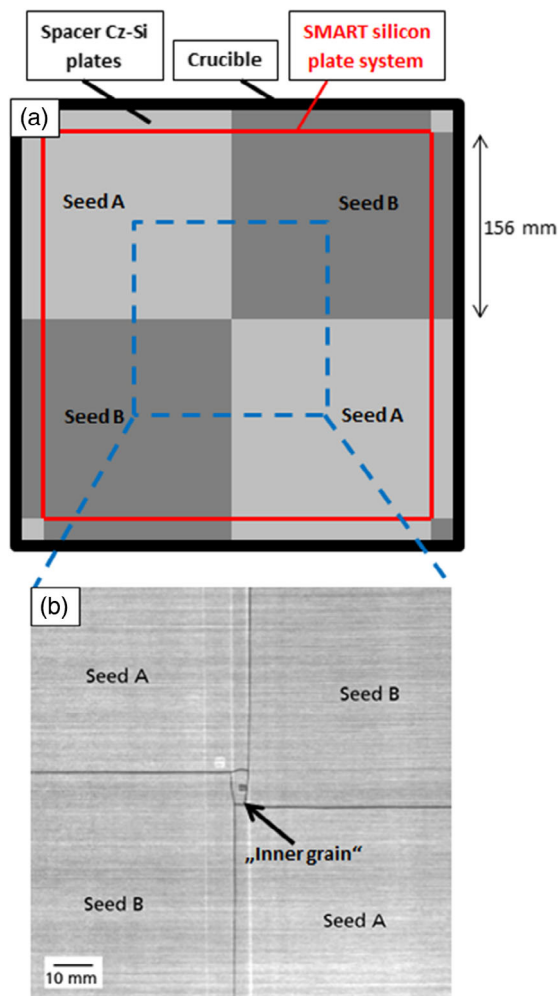 Spacer Cz-Si
plates
Crucible
SMART silicon
plate system
(a)
Seed A
Seed B
156 mm
Seed B
Seed A
(b)
Seed A
Seed B
„Inner grain“
Seed B
Seed A
10 mm